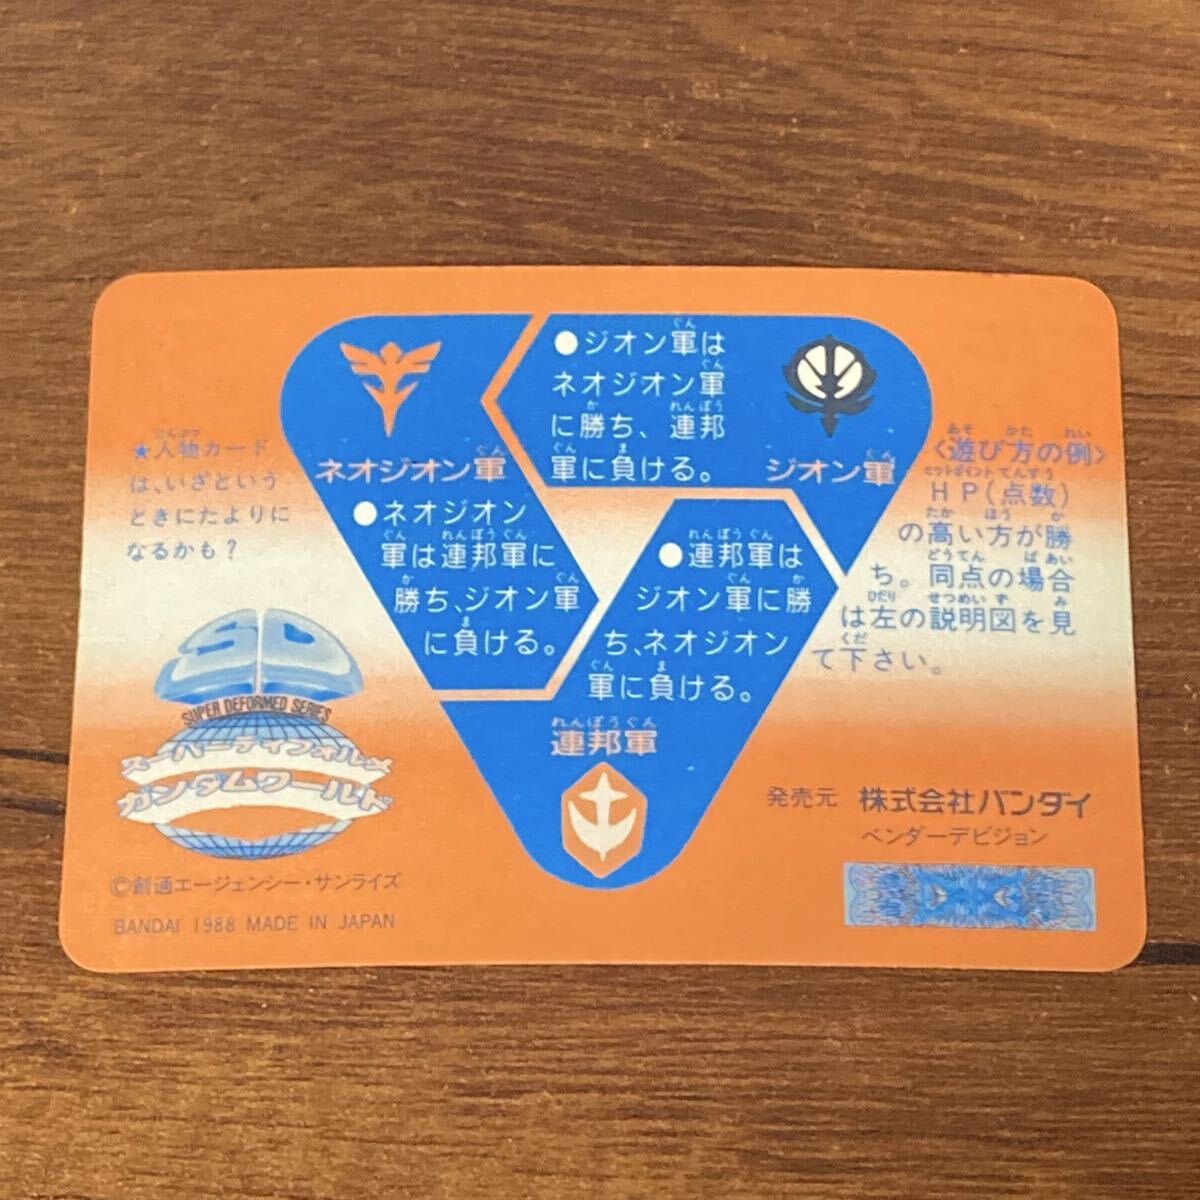 ●ジオン軍は
ネオジオン軍
に勝ち、連邦
軍に負ける。
ネオジオン軍
●ネオジオン
軍は連邦軍に
勝ち、ジオン軍
に負ける。
ジオン軍
●連邦軍は
ジオン軍に勝
ち、ネオジオン
軍に負ける。
連邦軍
★人物カード
は、いざという
ときにたよりに
なるかも？
<遊び方の例>
HP(点数)
の高い方が勝
ち。同点の場合
は左の説明図を見
て下さい。
SUPER DEFORMED SERIES
スーパーディフォルメ
ガンダムワールド
©創通エージェンシー・サンライズ
BANDAI 1988 MADE IN JAPAN
発売元 株式会社バンダイ
ベンダーデビジョン